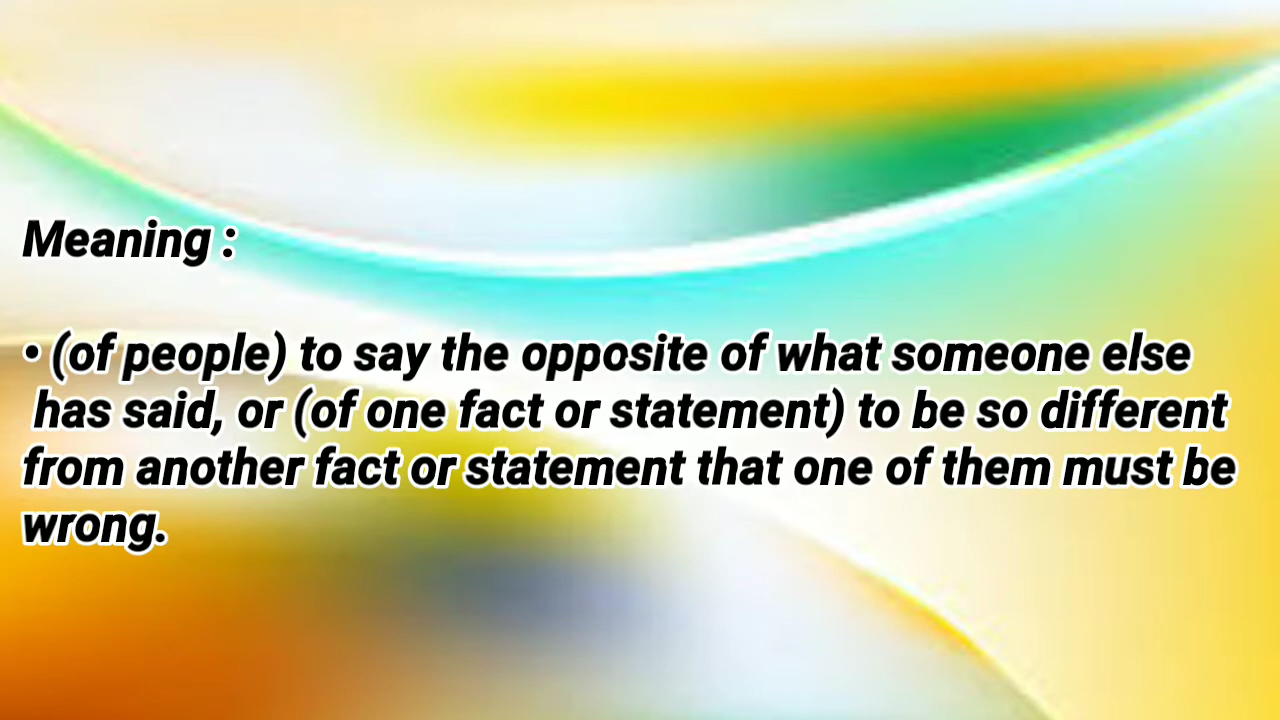 Meaning :
• (of people) to say the opposite of what someone else
has said, or (of one fact or statement) to be so different
from another fact or statement that one of them must be
wrong.